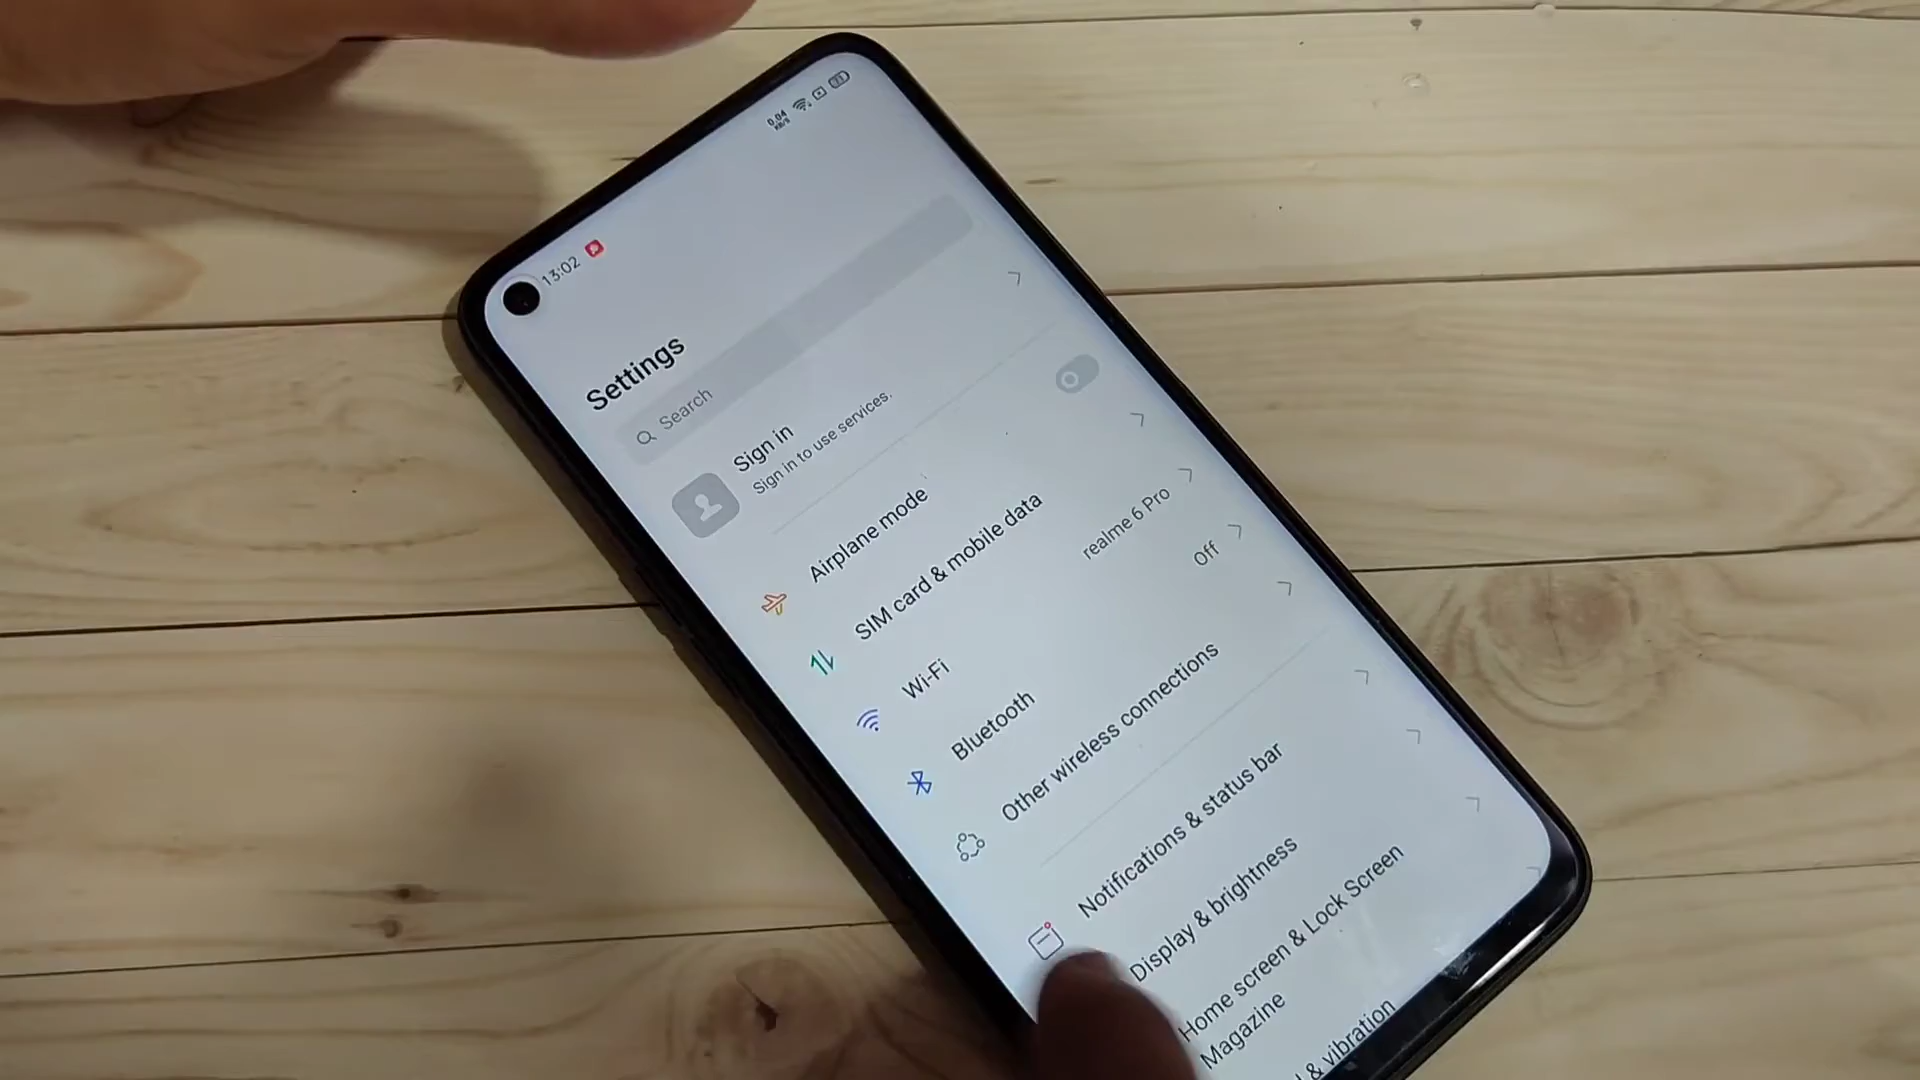 13:02
0.04
KB/S
Settings
Search
Sign in
Sign in to use services.
Airplane mode
SIM card & mobile data
Wi-Fi
realme 6 Pro
Bluetooth
Off
Other wireless connections
Notifications & status bar
Display & brightness
Home screen & Lock Screen
Magazine
& vibration